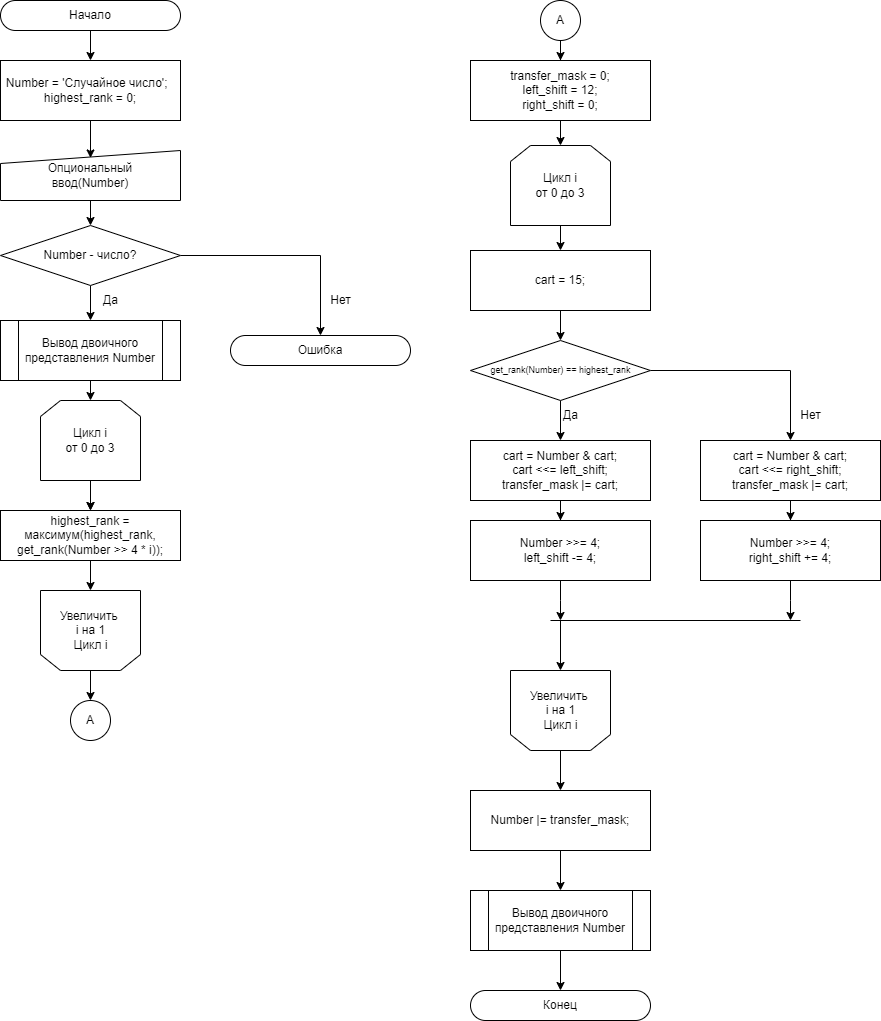 Начало
Number = 'Случайное число';
highest_rank = 0;
Опциональный
ввод(Number)
Number - число?
Да
Нет
Ошибка
Вывод двоичного
представления Number
Цикл i
от 0 до 3
highest_rank =
максимум(highest_rank,
get_rank(Number >> 4 * i));
Увеличить
i на 1
Цикл i
A
A
transfer_mask = 0;
left_shift = 12;
right_shift = 0;
Цикл i
от 0 до 3
cart = 15;
get_rank(Number) == highest_rank
Да
Нет
cart = Number & cart;
cart <<= left_shift;
transfer_mask |= cart;
cart = Number & cart;
cart <<= right_shift;
transfer_mask |= cart;
Number >>= 4;
left_shift -= 4;
Number >>= 4;
right_shift += 4;
Увеличить
i на 1
Цикл i
Number |= transfer_mask;
Вывод двоичного
представления Number
Конец